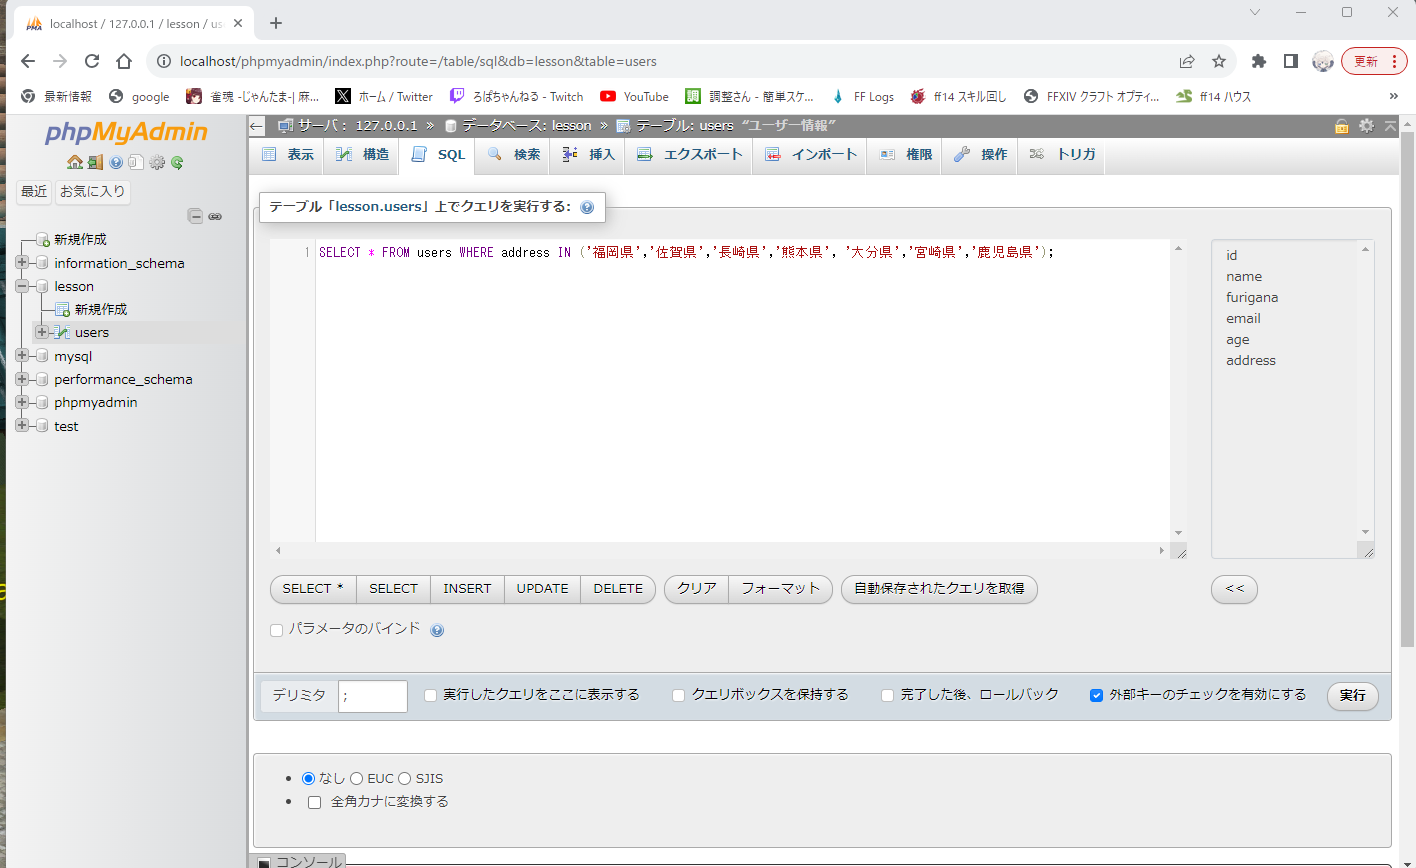 localhost / 127.0.0.1 / lesson / us
localhost/phpmyadmin/index.php?route=/table/sql&db=lesson&table=users
更新
最新情報 google 雀魂 -じゃんたま-| 麻... ホーム / Twitter ろぱちゃんねる - Twitch YouTube 調整さん - 簡単スケ... FF Logs ff14 スキル回し FFXIV クラフト オプティ... ff14 ハウス »
phpMyAdmin
最近 お気に入り
新規作成
information_schema
lesson
新規作成
users
mysql
performance_schema
phpmyadmin
test
サーバ: 127.0.0.1 » データベース: lesson » テーブル: users “ユーザー情報”
表示 構造 SQL 検索 挿入 エクスポート インポート 権限 操作 トリガ
テーブル「lesson.users」上でクエリを実行する:
1 SELECT * FROM users WHERE address IN ('福岡県','佐賀県','長崎県','熊本県', '大分県','宮崎県','鹿児島県');
id
name
furigana
email
age
address
SELECT * SELECT INSERT UPDATE DELETE クリア フォーマット 自動保存されたクエリを取得 <<
パラメータのバインド
デリミタ ; 実行したクエリをここに表示する クエリボックスを保持する 完了した後、ロールバック 外部キーのチェックを有効にする 実行
なし EUC SJIS
全角カナに変換する
コンソール